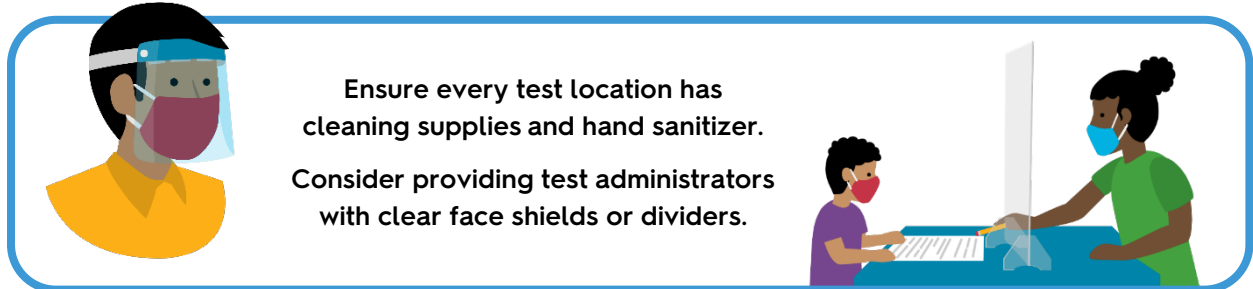 Ensure every test location has
cleaning supplies and hand sanitizer.
Consider providing test administrators
with clear face shields or dividers.